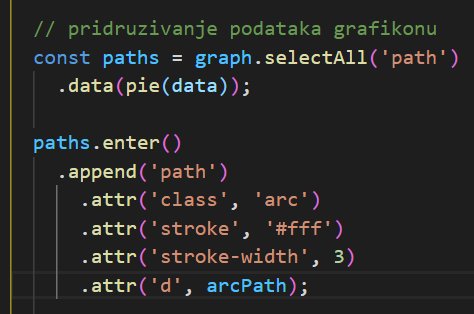 // pridruzivanje podataka grafikonu
const paths = graph.selectAll('path')
.data(pie(data));
paths.enter()
.append('path')
.attr('class', 'arc')
.attr('stroke', '#fff')
.attr('stroke-width', 3)
.attr('d', arcPath);